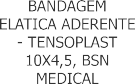 BANDAGEM
ELATICA ADERENTE
- TENSOPLAST
10X4,5, BSN
MEDICAL